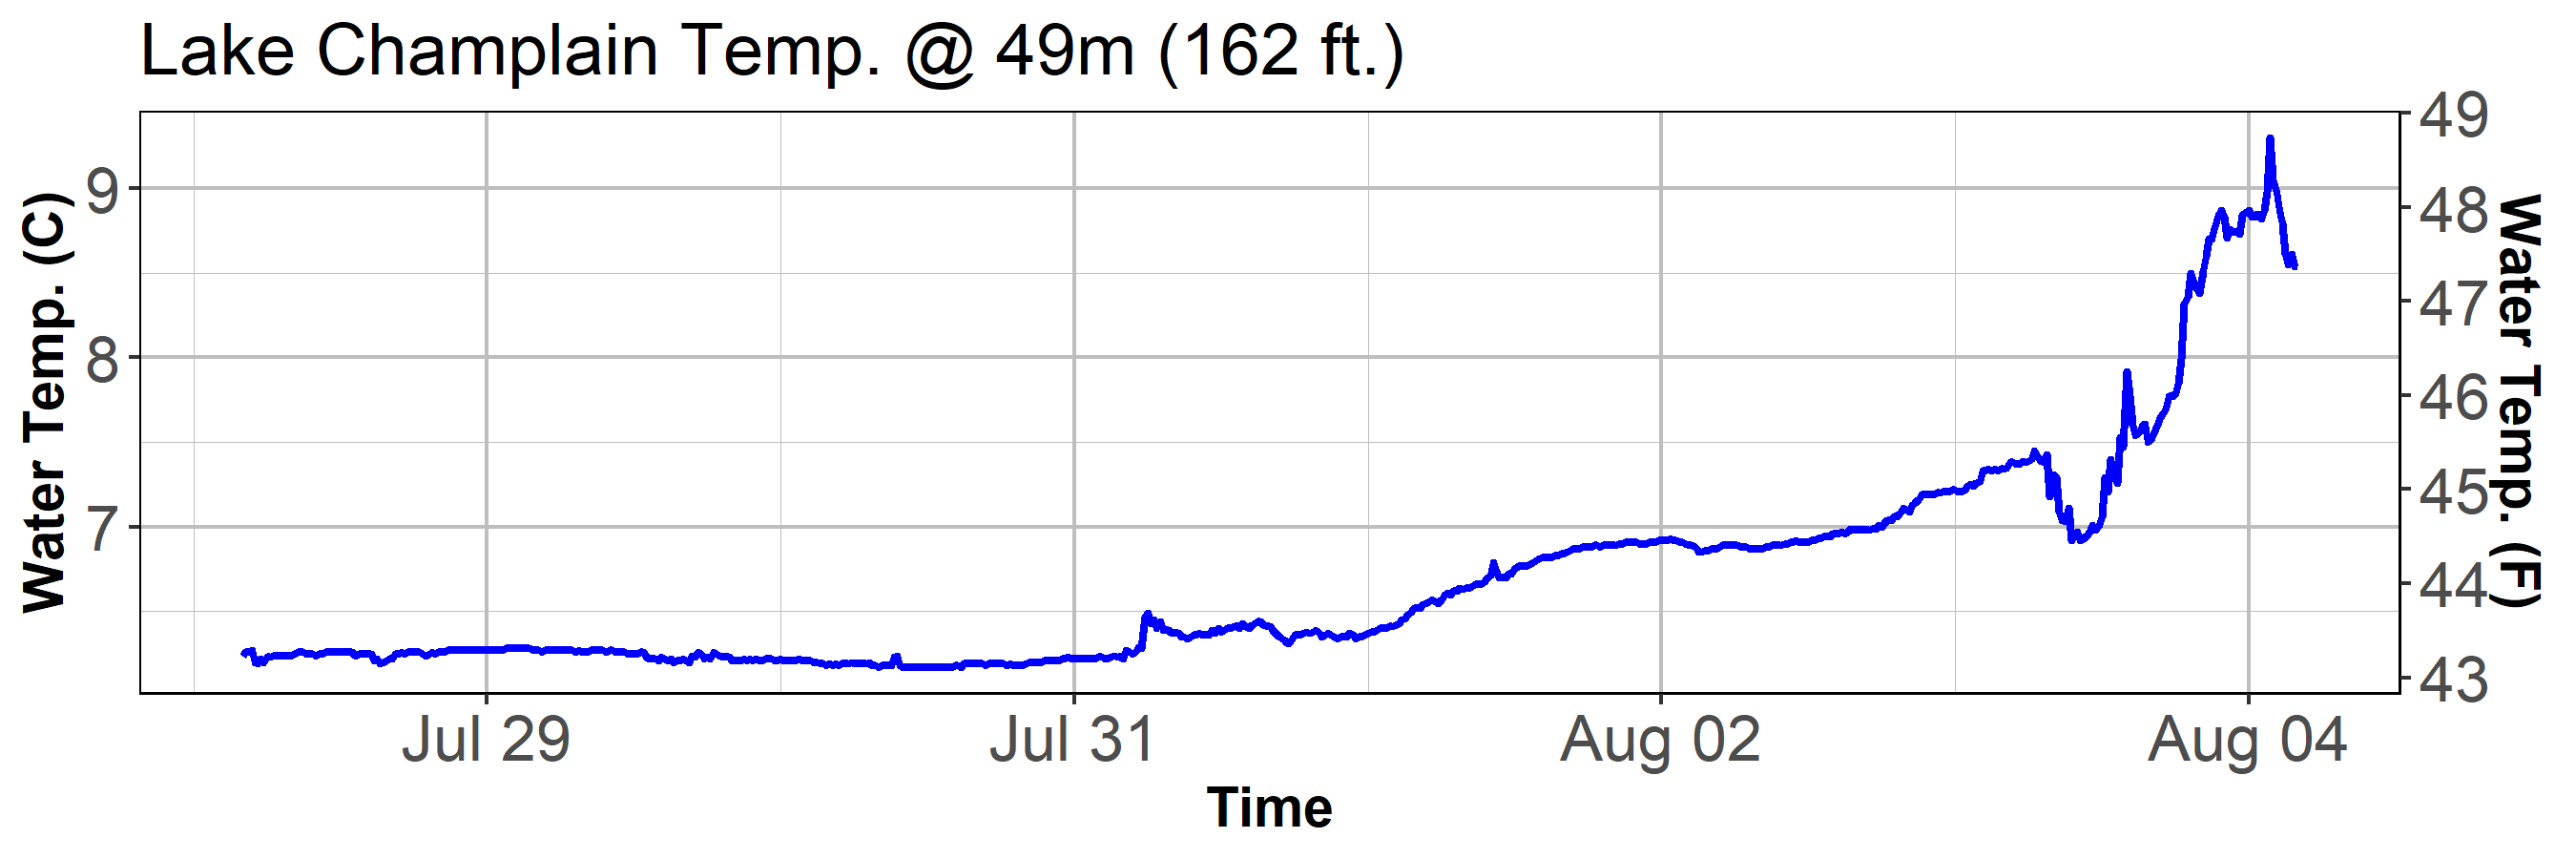 Lake Champlain Temp. @ 49m (162 ft.)
Water Temp. (C)
9
8
7
49
48
47
46
45
44
43
Water Temp. (F)
Jul 29
Jul 31
Aug 02
Aug 04
Time